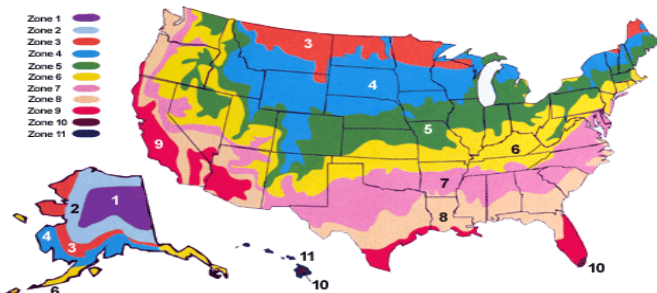 Zone 1
Zone 2
Zone 3
Zone 4
Zone 5
Zone 6
Zone 7
Zone 8
Zone 9
Zone 10
Zone 11
3
4
5
6
9
7
8
10
1
2
4
3
6
11
10